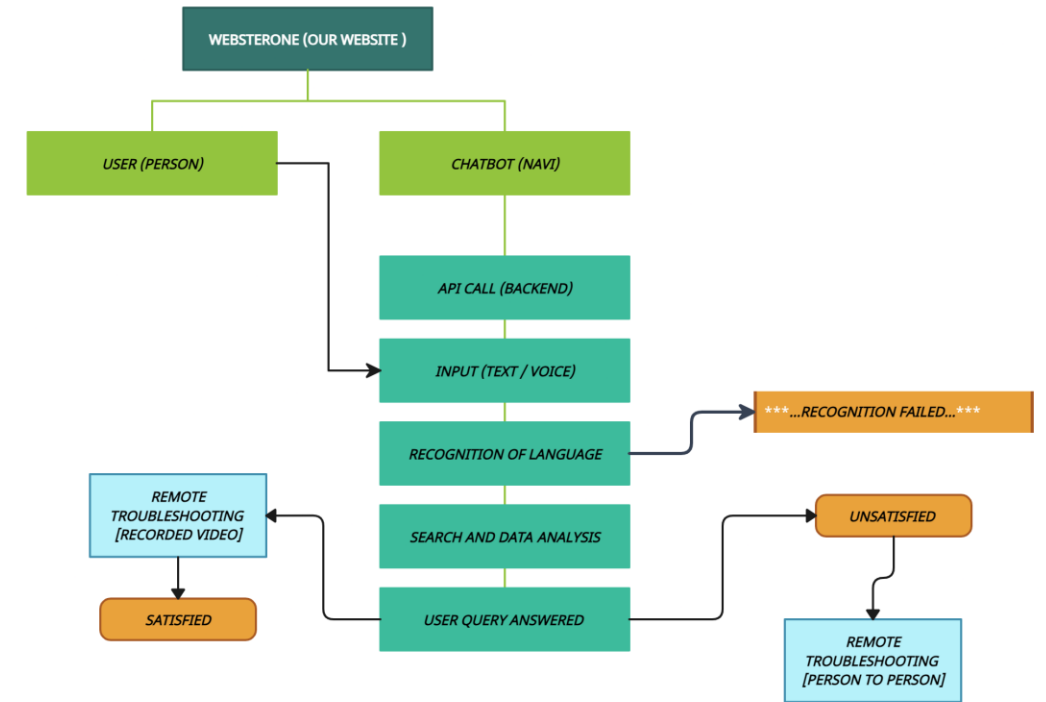 WEBSTERONE (OUR WEBSITE )
USER (PERSON)
CHATBOT (NAVI)
API CALL (BACKEND)
INPUT (TEXT / VOICE)
***...RECOGNITION FAILED...***
RECOGNITION OF LANGUAGE
REMOTE
TROUBLESHOOTING
[RECORDED VIDEO]
UNSATISFIED
SEARCH AND DATA ANALYSIS
SATISFIED
USER QUERY ANSWERED
REMOTE
TROUBLESHOOTING
[PERSON TO PERSON]